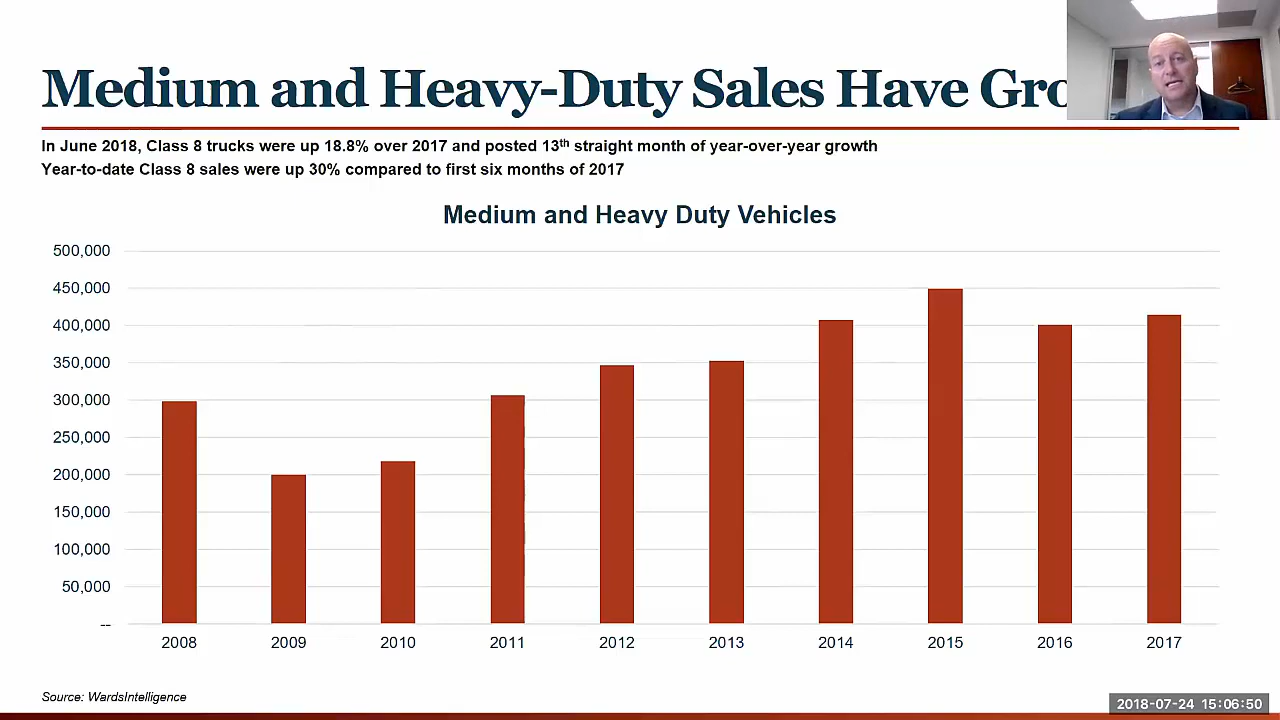 Medium and Heavy-Duty Sales Have
In June 2018, Class 8 trucks were up 18.8% over 2017 and posted 13th straight month of year-over-year growth
Year-to-date Class 8 sales were up 30% compared to first six months of 2017
Medium and Heavy Duty Vehicles
500,000
450,000
400,000
350,000
300,000
250,000
200,000
150,000
100,000
50,000
--
2008 2009 2010 2011 2012 2013 2014 2015 2016 2017
Source: WardsIntelligence
2018-07-24 15:06:50